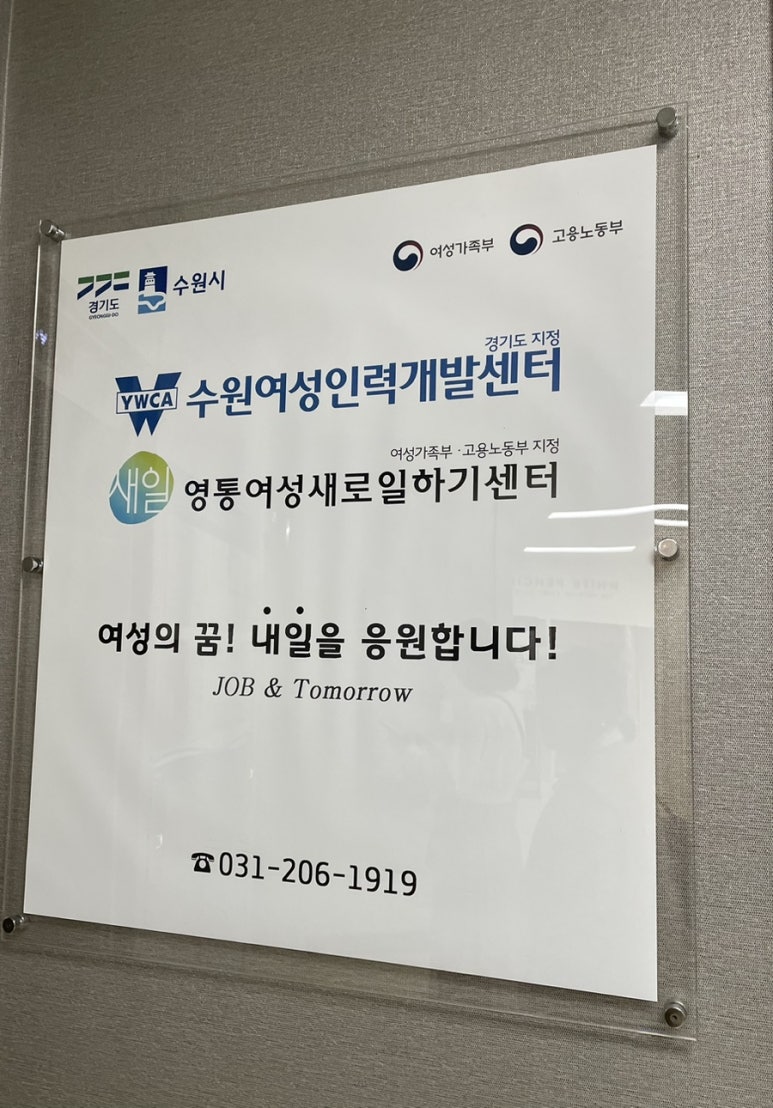 경기도
GYEONGGI-DO
수원시
여성가족부
고용노동부
경기도 지정
YWCA 수원여성인력개발센터
여성가족부·고용노동부 지정
새일 영통여성새로일하기센터
여성의 꿈! 내일을 응원합니다!
JOB & Tomorrow
☎031-206-1919